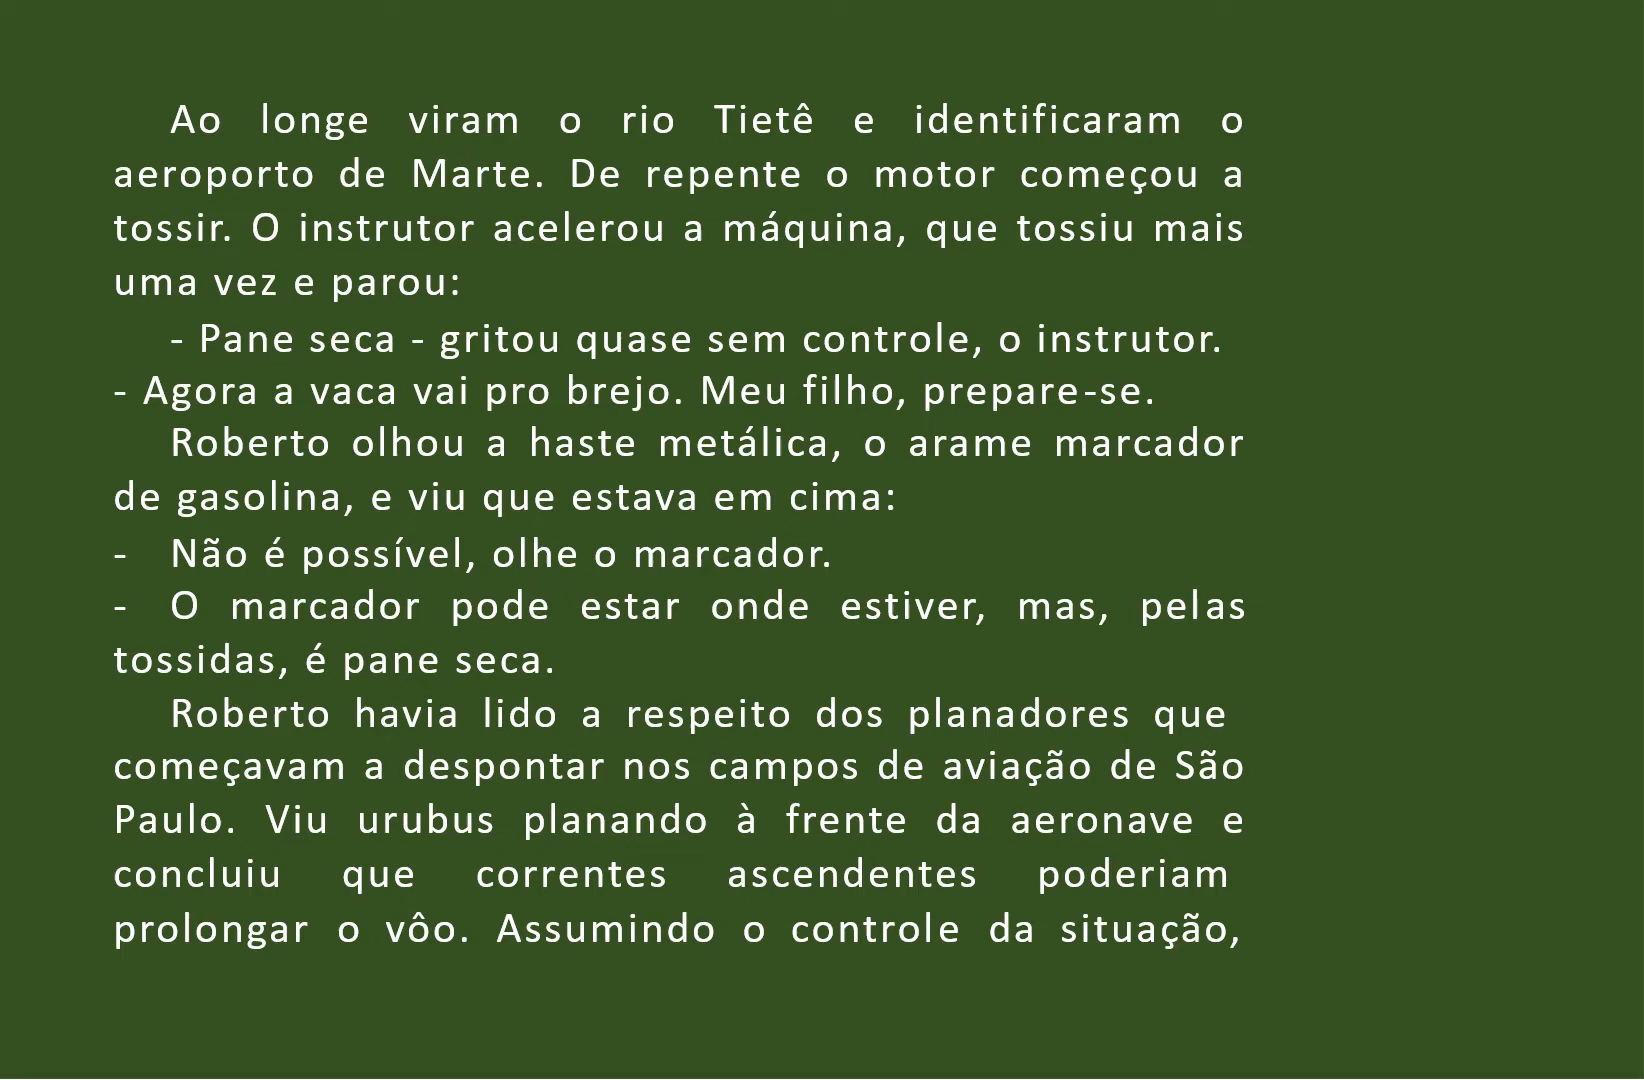 Ao longe viram o rio Tietê e identificaram o
aeroporto de Marte. De repente o motor começou a
tossir. O instrutor acelerou a máquina, que tossiu mais
uma vez e parou:
- Pane seca - gritou quase sem controle, o instrutor.
- Agora a vaca vai pro brejo. Meu filho, prepare-se.
Roberto olhou a haste metálica, o arame marcador
de gasolina, e viu que estava em cima:
- Não é possível, olhe o marcador.
- O marcador pode estar onde estiver, mas, pelas
tossidas, é pane seca.
Roberto havia lido a respeito dos planadores que
começavam a despontar nos campos de aviação de São
Paulo. Viu urubus planando à frente da aeronave e
concluiu que correntes ascendentes poderiam
prolongar o vôo. Assumindo o controle da situação,